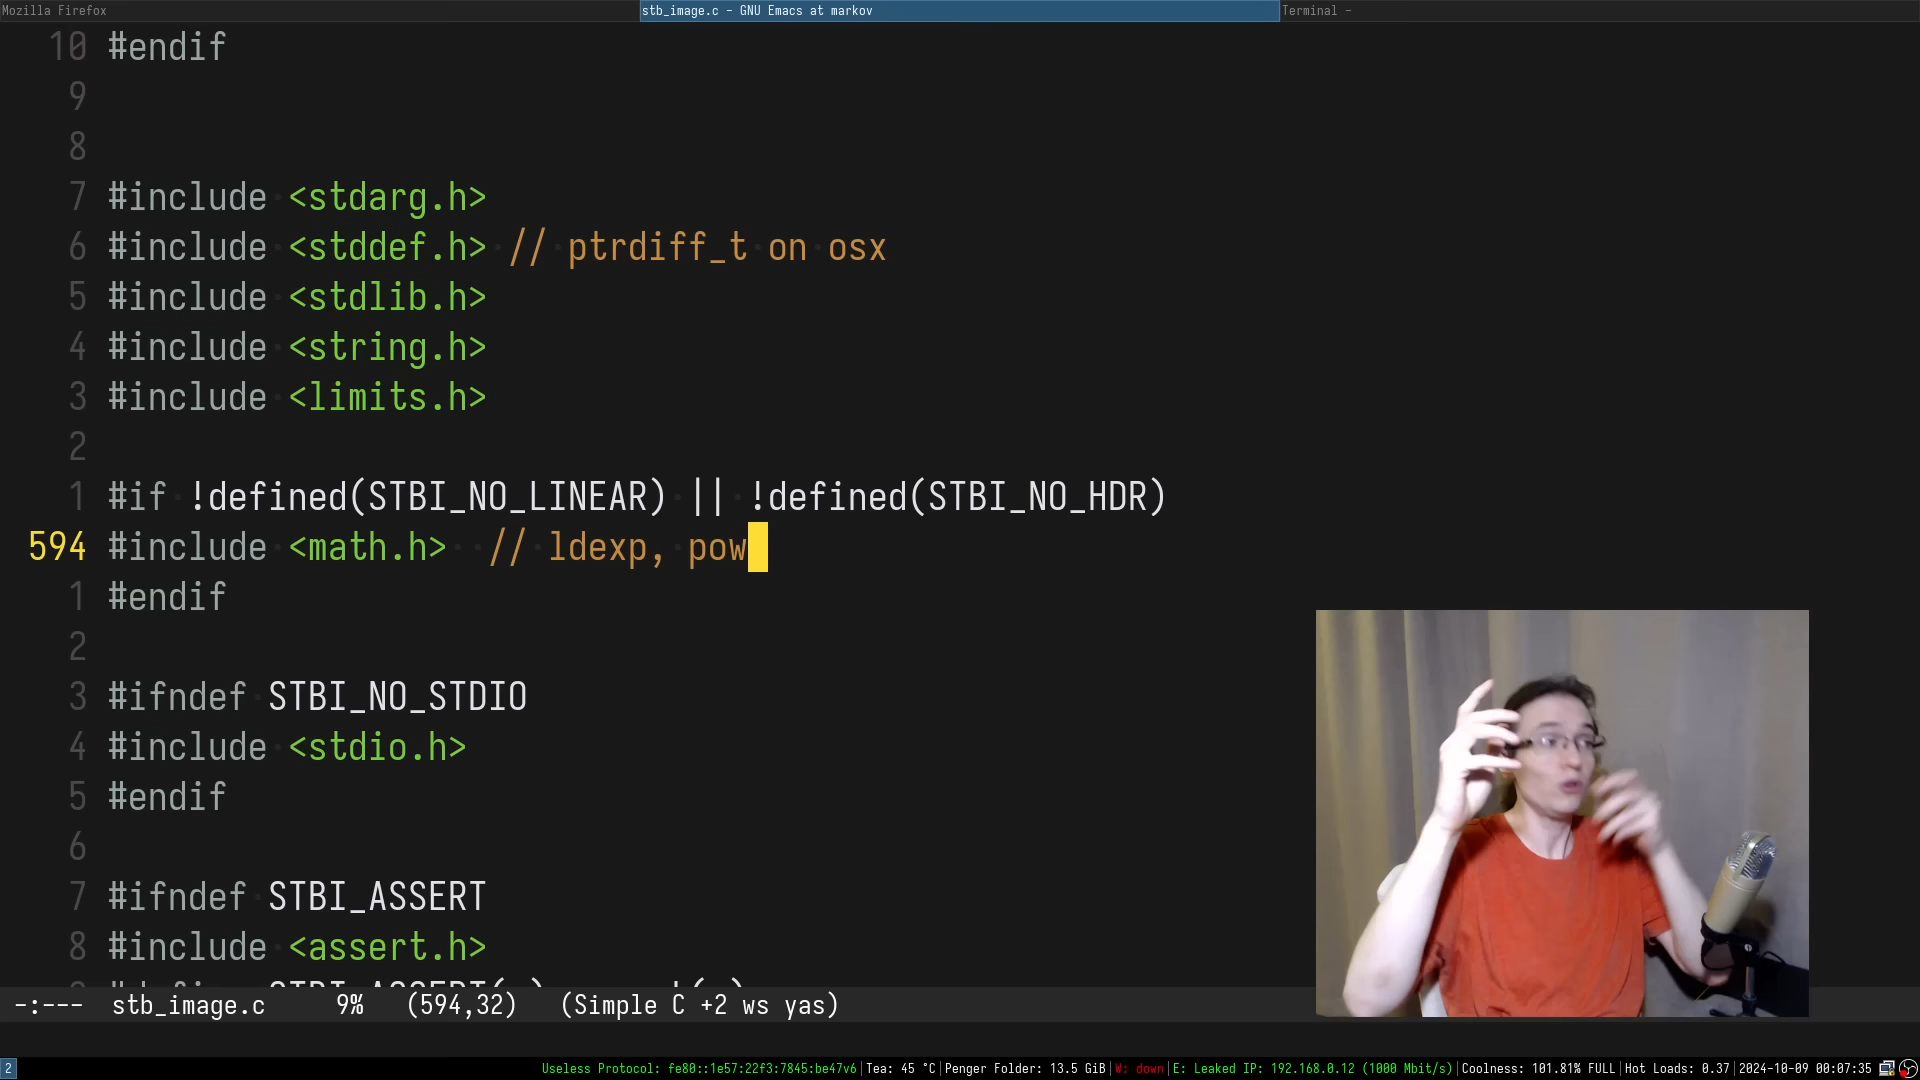 Mozilla Firefox
stb_image.c - GNU Emacs at markov
Terminal -
10 #endif
9
8
7 #include <stdarg.h>
6 #include <stddef.h> // ptrdiff_t on osx
5 #include <stdlib.h>
4 #include <string.h>
3 #include <limits.h>
2
1 #if !defined(STBI_NO_LINEAR) || !defined(STBI_NO_HDR)
594 #include <math.h>  // ldexp, pow
1 #endif
2
3 #ifndef STBI_NO_STDIO
4 #include <stdio.h>
5 #endif
6
7 #ifndef STBI_ASSERT
8 #include <assert.h>
-:--- stb_image.c 9% (594,32) (Simple C +2 ws yas)
2 Useless Protocol: fe80::1e57:22f3:7845:be47v6|Tea: 45 °C|Penger Folder: 13.5 GiB|W: down|E: Leaked IP: 192.168.0.12 (1000 Mbit/s)|Coolness: 101.81% FULL|Hot Loads: 0.37|2024-10-09 00:07:35